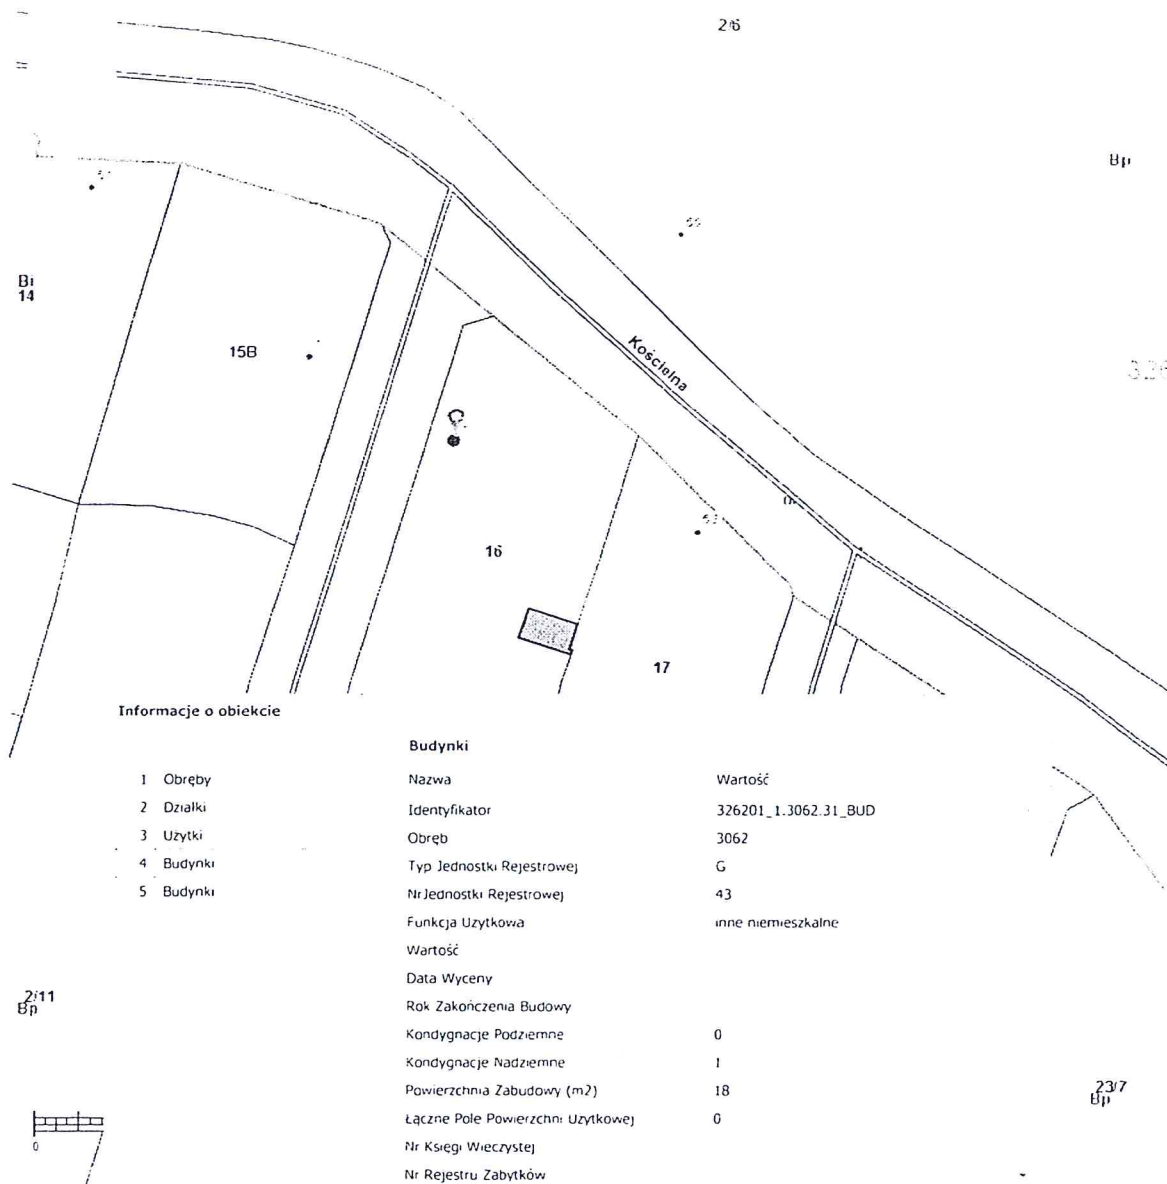 2/6
Bp
66
Bi
14
15B
Kościelna
326
63
16
17
Informacje o obiekcie
1 Obręby
2 Działki
3 Użytki
4 Budynki
5 Budynki
Budynki
Nazwa Wartość
Identyfikator 326201_1.3062.31_BUD
Obręb 3062
Typ Jednostki Rejestrowej G
Nr Jednostki Rejestrowej 43
Funkcja Użytkowa inne niemieszkalne
Wartość
Data Wyceny
Rok Zakończenia Budowy
Kondygnacje Podziemne 0
Kondygnacje Nadziemne 1
Powierzchnia Zabudowy (m2) 18
Łączne Pole Powierzchni Użytkowej 0
Nr Księgi Wieczystej
Nr Rejestru Zabytków
2/11
Bp
23/7
Bp
0